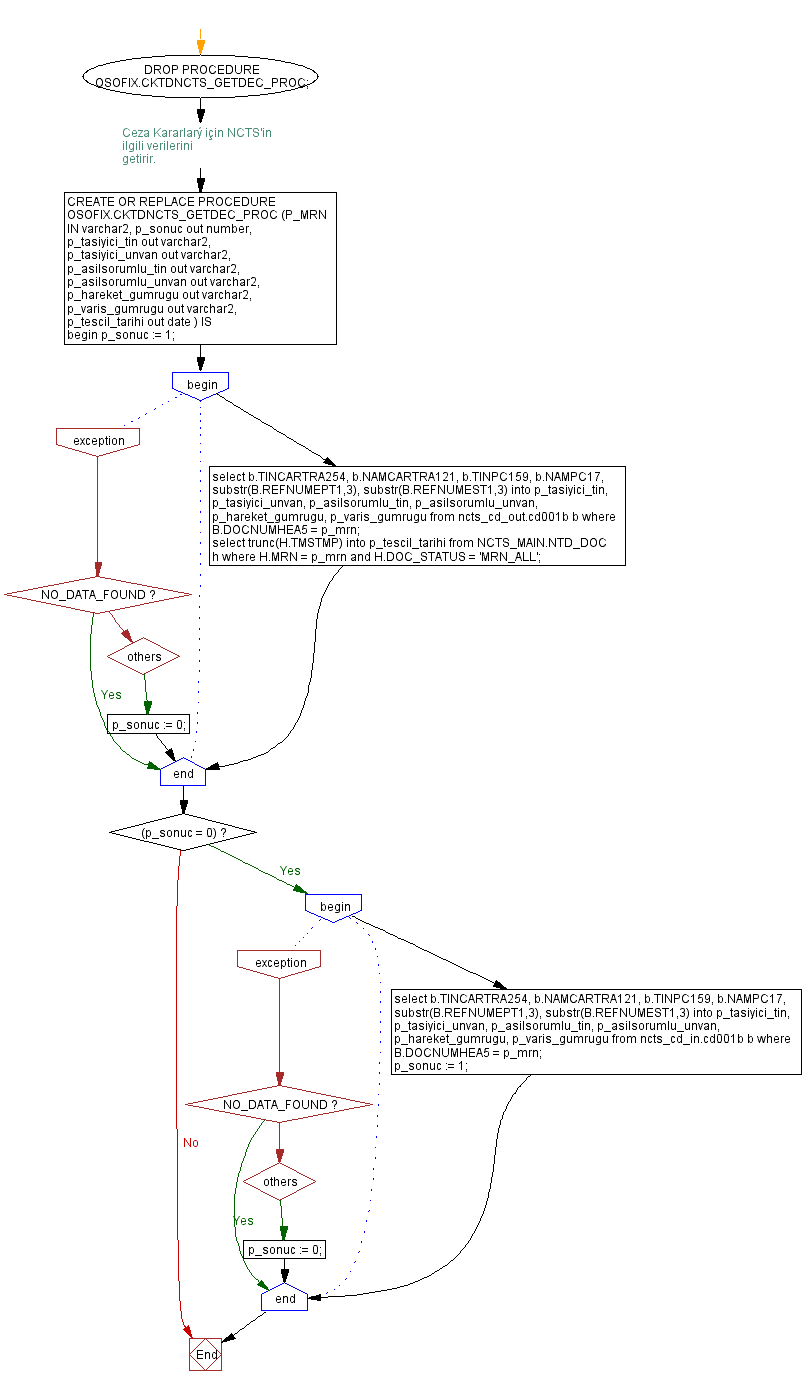 DROP PROCEDURE
OSOFIX.CKTDNCTS_GETDEC_PROC;
Ceza Kararlarý için NCTS'in
ilgili verilerini
getirir.
CREATE OR REPLACE PROCEDURE
OSOFIX.CKTDNCTS_GETDEC_PROC (P_MRN
IN varchar2, p_sonuc out number,
p_tasiyici_tin out varchar2,
p_tasiyici_unvan out varchar2,
p_asilsorumlu_tin out varchar2,
p_asilsorumlu_unvan out varchar2,
p_hareket_gumrugu out varchar2,
p_varis_gumrugu out varchar2,
p_tescil_tarihi out date ) IS
begin p_sonuc := 1;
begin
exception
select b.TINCARTRA254, b.NAMCARTRA121, b.TINPC159, b.NAMPC17,
substr(B.REFNUMEPT1,3), substr(B.REFNUMEST1,3) into p_tasiyici_tin,
p_tasiyici_unvan, p_asilsorumlu_tin, p_asilsorumlu_unvan,
p_hareket_gumrugu, p_varis_gumrugu from ncts_cd_out.cd001b b where
B.DOCNUMHEA5 = p_mrn;
select trunc(H.TMSTMP) into p_tescil_tarihi from NCTS_MAIN.NTD_DOC
h where H.MRN = p_mrn and H.DOC_STATUS = 'MRN_ALL';
NO_DATA_FOUND ?
others
Yes
p_sonuc := 0;
end
(p_sonuc = 0) ?
Yes
begin
exception
select b.TINCARTRA254, b.NAMCARTRA121, b.TINPC159, b.NAMPC17,
substr(B.REFNUMEPT1,3), substr(B.REFNUMEST1,3) into p_tasiyici_tin,
p_tasiyici_unvan, p_asilsorumlu_tin, p_asilsorumlu_unvan,
p_hareket_gumrugu, p_varis_gumrugu from ncts_cd_in.cd001b b where
B.DOCNUMHEA5 = p_mrn;
p_sonuc := 1;
NO_DATA_FOUND ?
No
others
Yes
p_sonuc := 0;
end
End